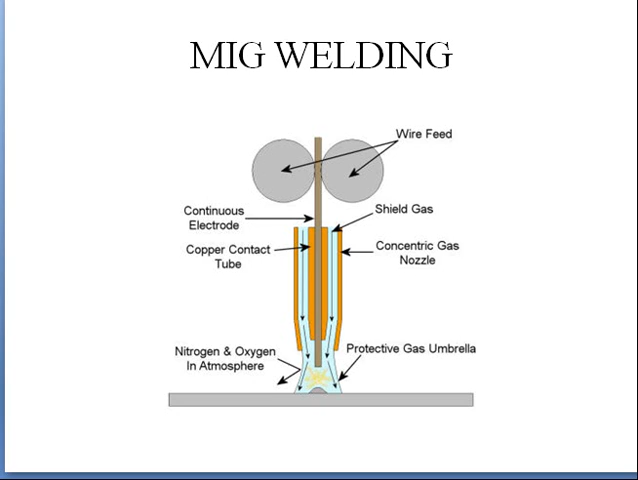 MIG WELDING
Wire Feed
Continuous
Electrode
Shield Gas
Copper Contact
Tube
Concentric Gas
Nozzle
Nitrogen & Oxygen
In Atmosphere
Protective Gas Umbrella